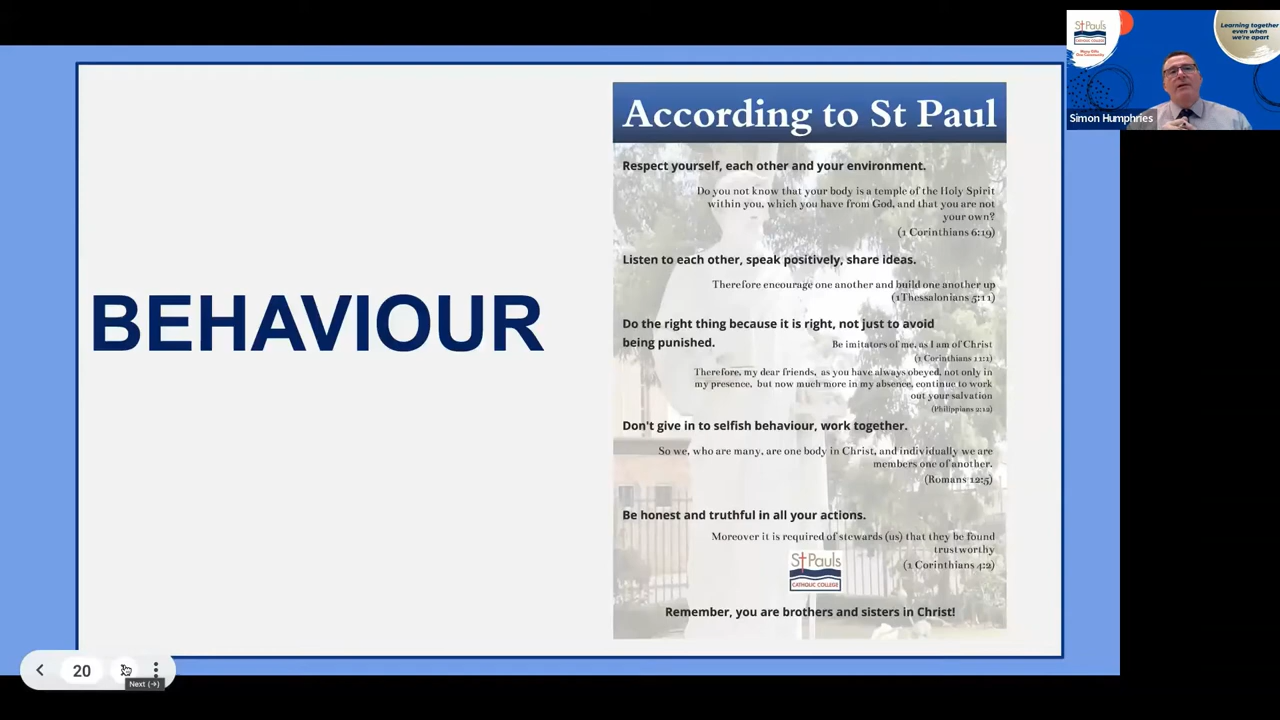 BEHAVIOUR
According to St Paul
Respect yourself, each other and your environment.
Do you not know that your body is a temple of the Holy Spirit
within you, which you have from God, and that you are not
your own?
(1 Corinthians 6:19)
Listen to each other, speak positively, share ideas.
Therefore encourage one another and build one another up
(1Thessalonians 5:11)
Do the right thing because it is right, not just to avoid
being punished.
Be imitators of me, as I am of Christ
(1 Corinthians 11:1)
Therefore, my dear friends, as you have always obeyed, not only in
my presence, but now much more in my absence, continue to work
out your salvation
(Philippians 2:12)
Don't give in to selfish behaviour, work together.
So we, who are many, are one body in Christ, and individually we are
members one of another.
(Romans 12:5)
Be honest and truthful in all your actions.
Moreover it is required of stewards (us) that they be found
trustworthy
(1 Corinthians 4:2)
St Pauls
CATHOLIC COLLEGE
Remember, you are brothers and sisters in Christ!
20
Next (→)
St Pauls
CATHOLIC COLLEGE
Many Gifts
One Community
Learning together
even when
we're apart
Simon Humphries